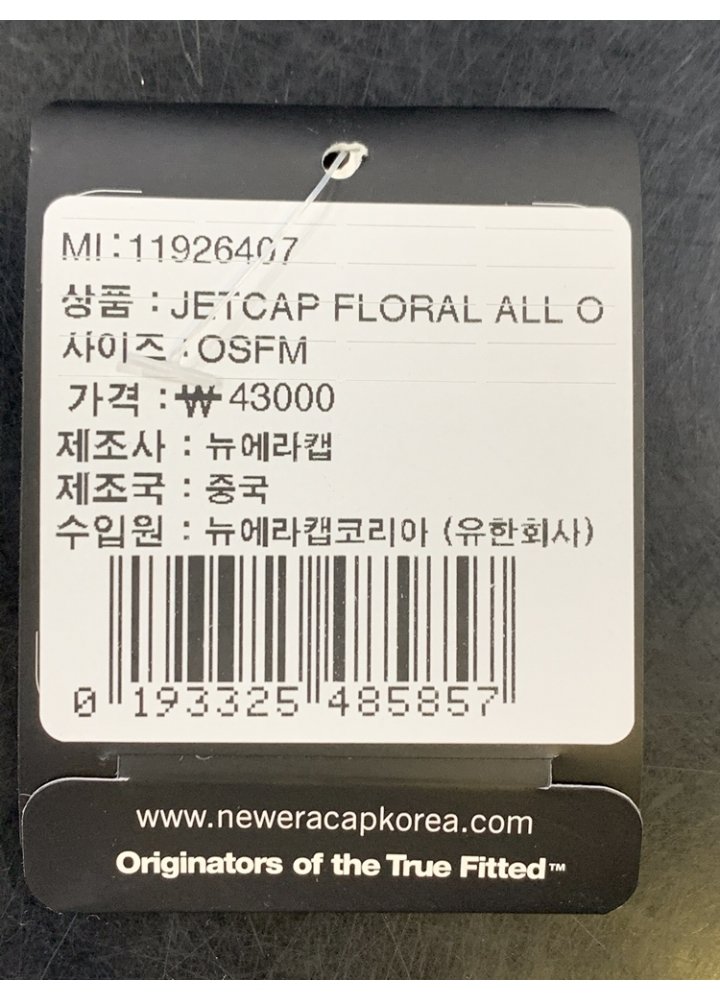 MI:11926407
상품 : JETCAP FLORAL ALL O
사이즈 : OSFM
가격 : ₩43000
제조사 : 뉴에라캡
제조국 : 중국
수입원 : 뉴에라캡코리아 (유한회사)
0 193325 485857
www.neweracapkorea.com
Originators of the True Fitted™